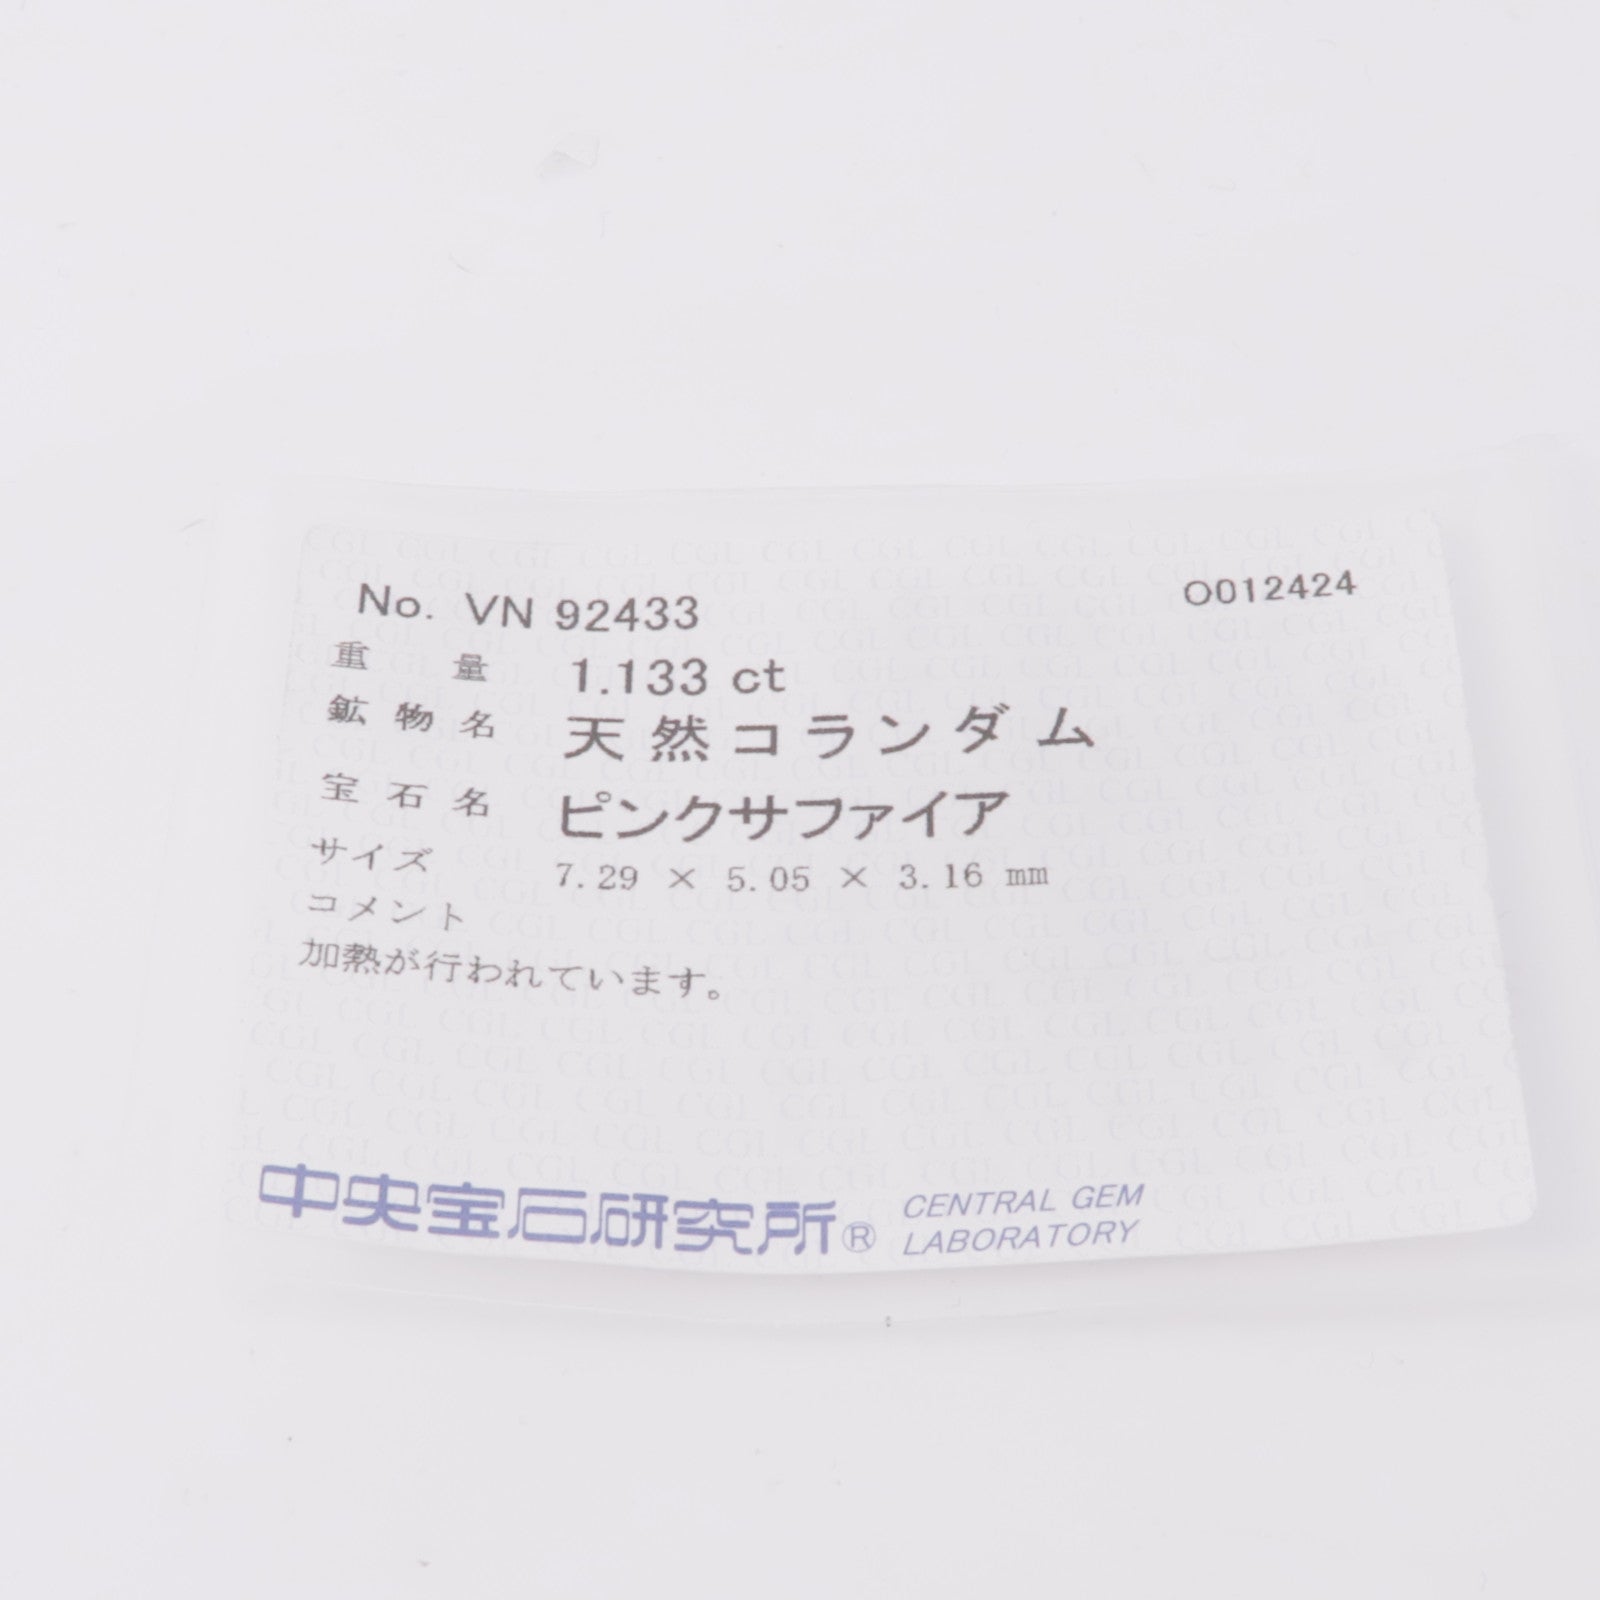 No. VN 92433 O012424
重量 1.133 ct
鉱物名 天然コランダム
宝石名 ピンクサファイア
サイズ 7.29 × 5.05 × 3.16 mm
コメント
加熱が行われています。
中央宝石研究所® CENTRAL GEM
LABORATORY